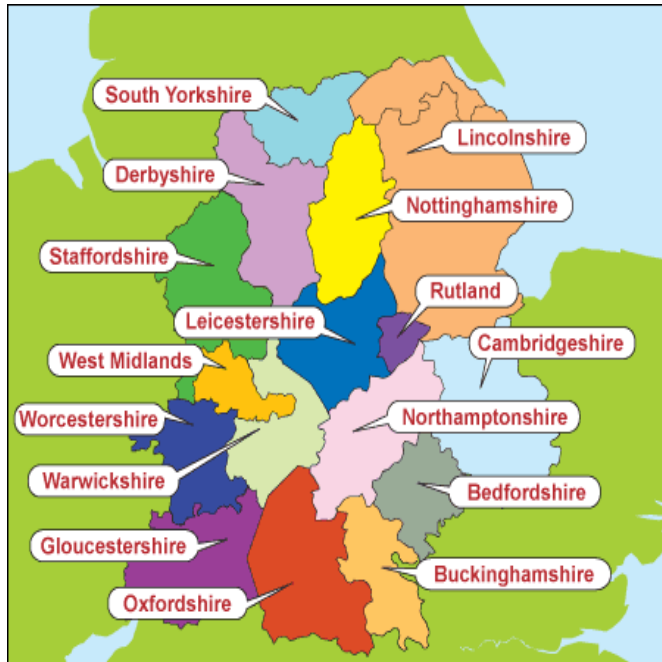 South Yorkshire
Lincolnshire
Derbyshire
Nottinghamshire
Staffordshire
Rutland
Leicestershire
Cambridgeshire
West Midlands
Worcestershire
Northamptonshire
Warwickshire
Bedfordshire
Gloucestershire
Buckinghamshire
Oxfordshire